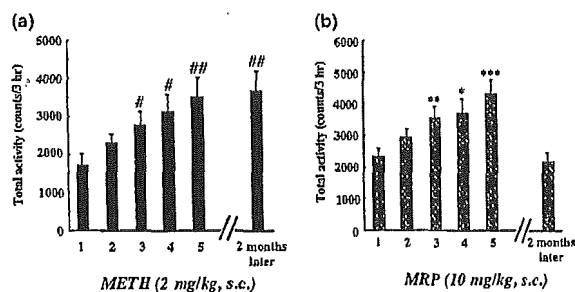 (a)
Total activity (counts/3 hr)
6000
5000
4000
3000
2000
1000
0
#
#
##
##
1 2 3 4 5 2 months later
METH (2 mg/kg, s.c.)
(b)
Total activity (counts/3 hr)
6000
5000
4000
3000
2000
1000
0
**
*
***
1 2 3 4 5 2 months later
MRP (10 mg/kg, s.c.)